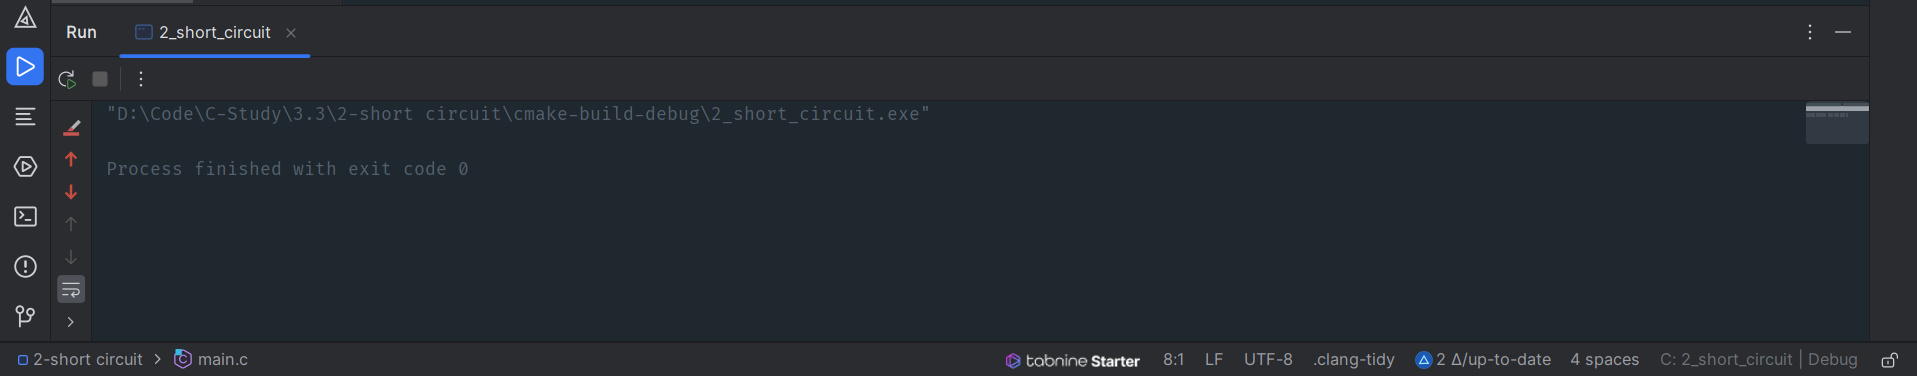 Run 2_short_circuit
"D:\Code\C-Study\3.3\2-short circuit\cmake-build-debug\2_short_circuit.exe"
Process finished with exit code 0
2-short circuit > main.c tabnine Starter 8:1 LF UTF-8 .clang-tidy 2 Δ/up-to-date 4 spaces C: 2_short_circuit | Debug